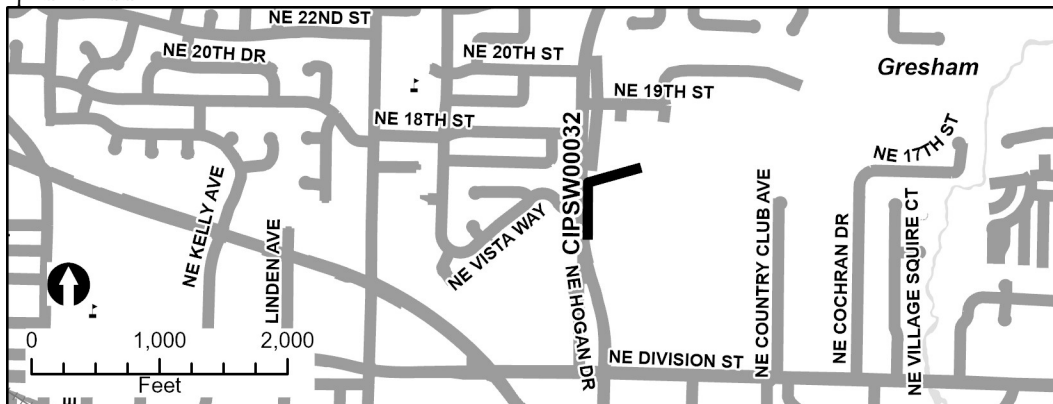 NE 22ND ST
NE 20TH DR
NE 20TH ST
Gresham
NE 19TH ST
NE 18TH ST
CIPSW00032
NE 17TH ST
NE KELLY AVE
LINDEN AVE
NE VISTA WAY
NE HOGAN DR
NE COUNTRY CLUB AVE
NE COCHRAN DR
NE VILLAGE SQUIRE CT
NE DIVISION ST
0 1,000 2,000
Feet